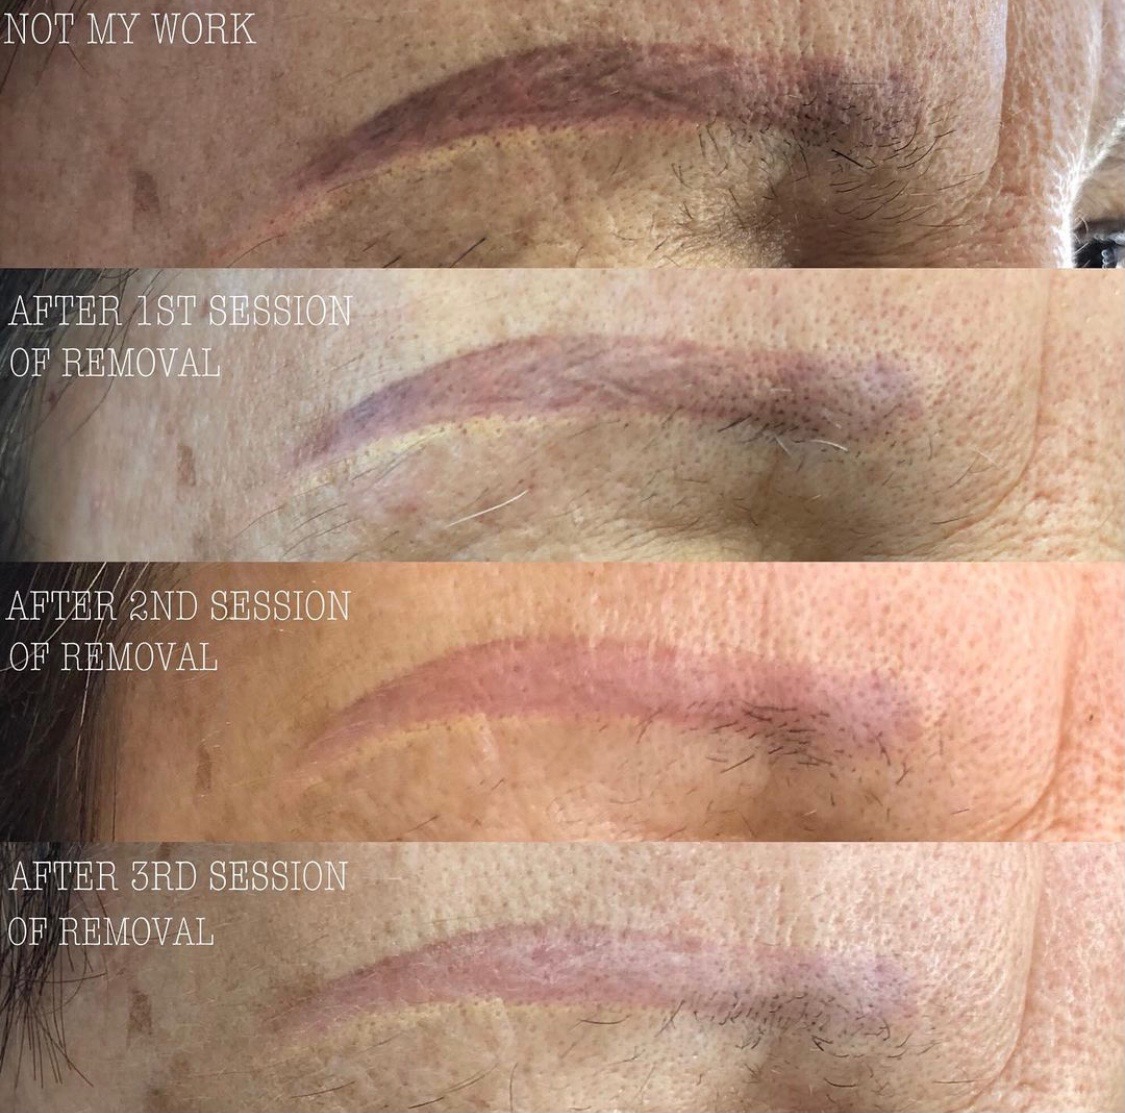 NOT MY WORK
AFTER 1ST SESSION
OF REMOVAL
AFTER 2ND SESSION
OF REMOVAL
AFTER 3RD SESSION
OF REMOVAL